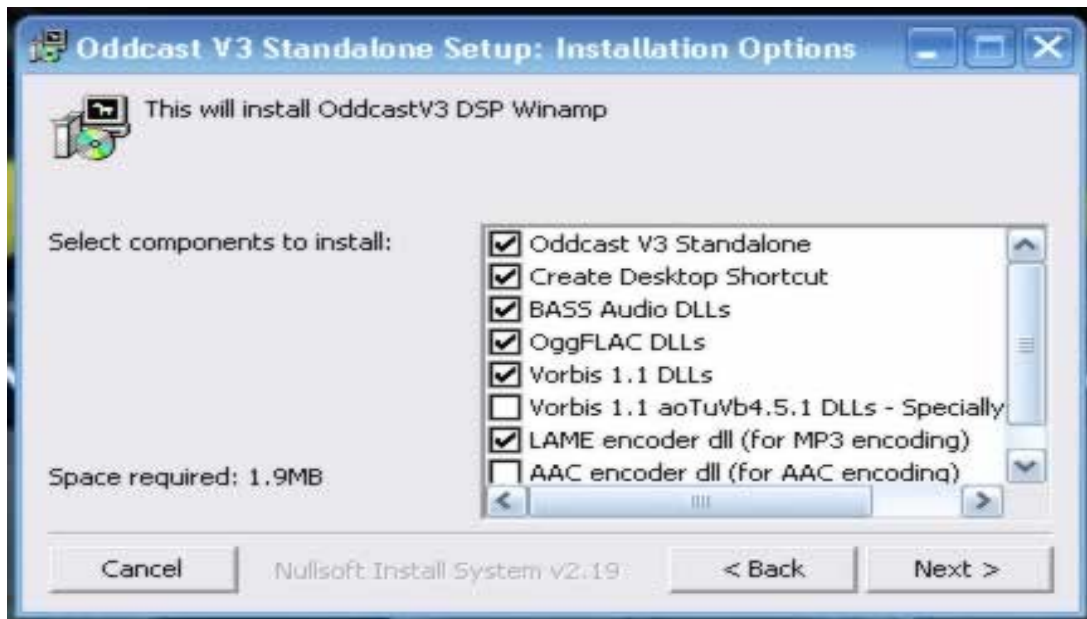 Oddcast V3 Standalone Setup: Installation Options
This will install OddcastV3 DSP Winamp
Select components to install:
Oddcast V3 Standalone
Create Desktop Shortcut
BASS Audio DLLs
OggFLAC DLLs
Vorbis 1.1 DLLs
Vorbis 1.1 aoTuVb4.5.1 DLLs - Specially
LAME encoder dll (for MP3 encoding)
AAC encoder dll (for AAC encoding)
Space required: 1.9MB
Cancel
Nullsoft Install System v2.19
< Back
Next >